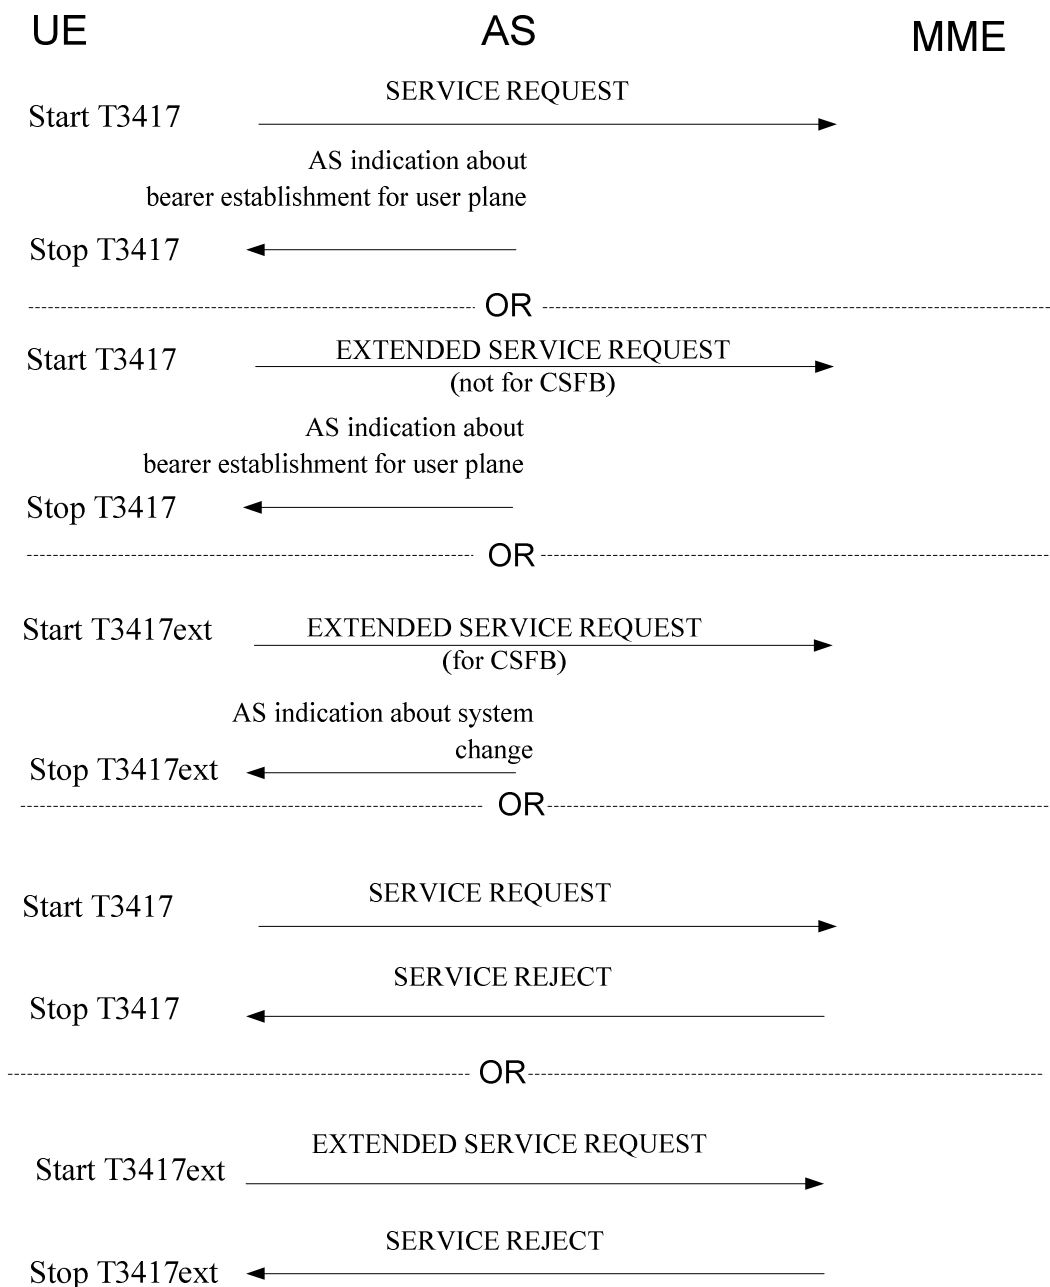 UE AS MME
SERVICE REQUEST
Start T3417
AS indication about
bearer establishment for user plane
Stop T3417
OR
EXTENDED SERVICE REQUEST
Start T3417
(not for CSFB)
AS indication about
bearer establishment for user plane
Stop T3417
OR
Start T3417ext EXTENDED SERVICE REQUEST
(for CSFB)
AS indication about system
change
Stop T3417ext
OR
SERVICE REQUEST
Start T3417
SERVICE REJECT
Stop T3417
OR
EXTENDED SERVICE REQUEST
Start T3417ext
SERVICE REJECT
Stop T3417ext